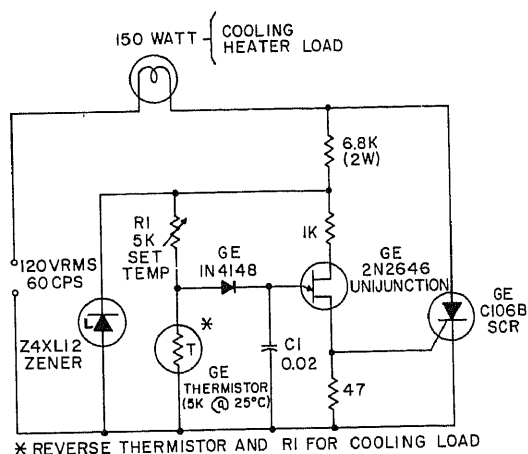 150 WATT
COOLING
HEATER LOAD
6.8K
(2W)
R1
5K
SET
TEMP
1K
GE
1N4148
GE
2N2646
UNIJUNCTION
GE
C106B
SCR
120VRMS
60 CPS
L
Z4XL12
ZENER
*
T
GE
THERMISTOR
(5K @ 25°C)
C1
0.02
47
* REVERSE THERMISTOR AND R1 FOR COOLING LOAD